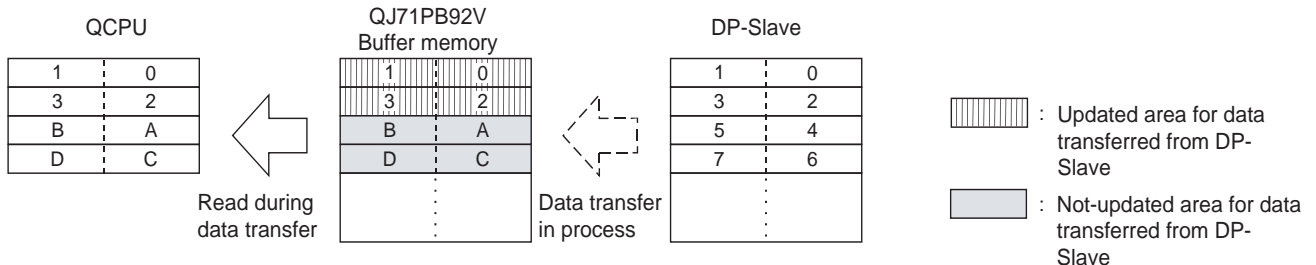 QCPU
QJ71PB92V
Buffer memory
DP-Slave
1 0
3 2
B A
D C
1 0
3 2
B A
D C
1 0
3 2
5 4
7 6
Read during
data transfer
Data transfer
in process
: Updated area for data
transferred from DP-
Slave
: Not-updated area for data
transferred from DP-
Slave